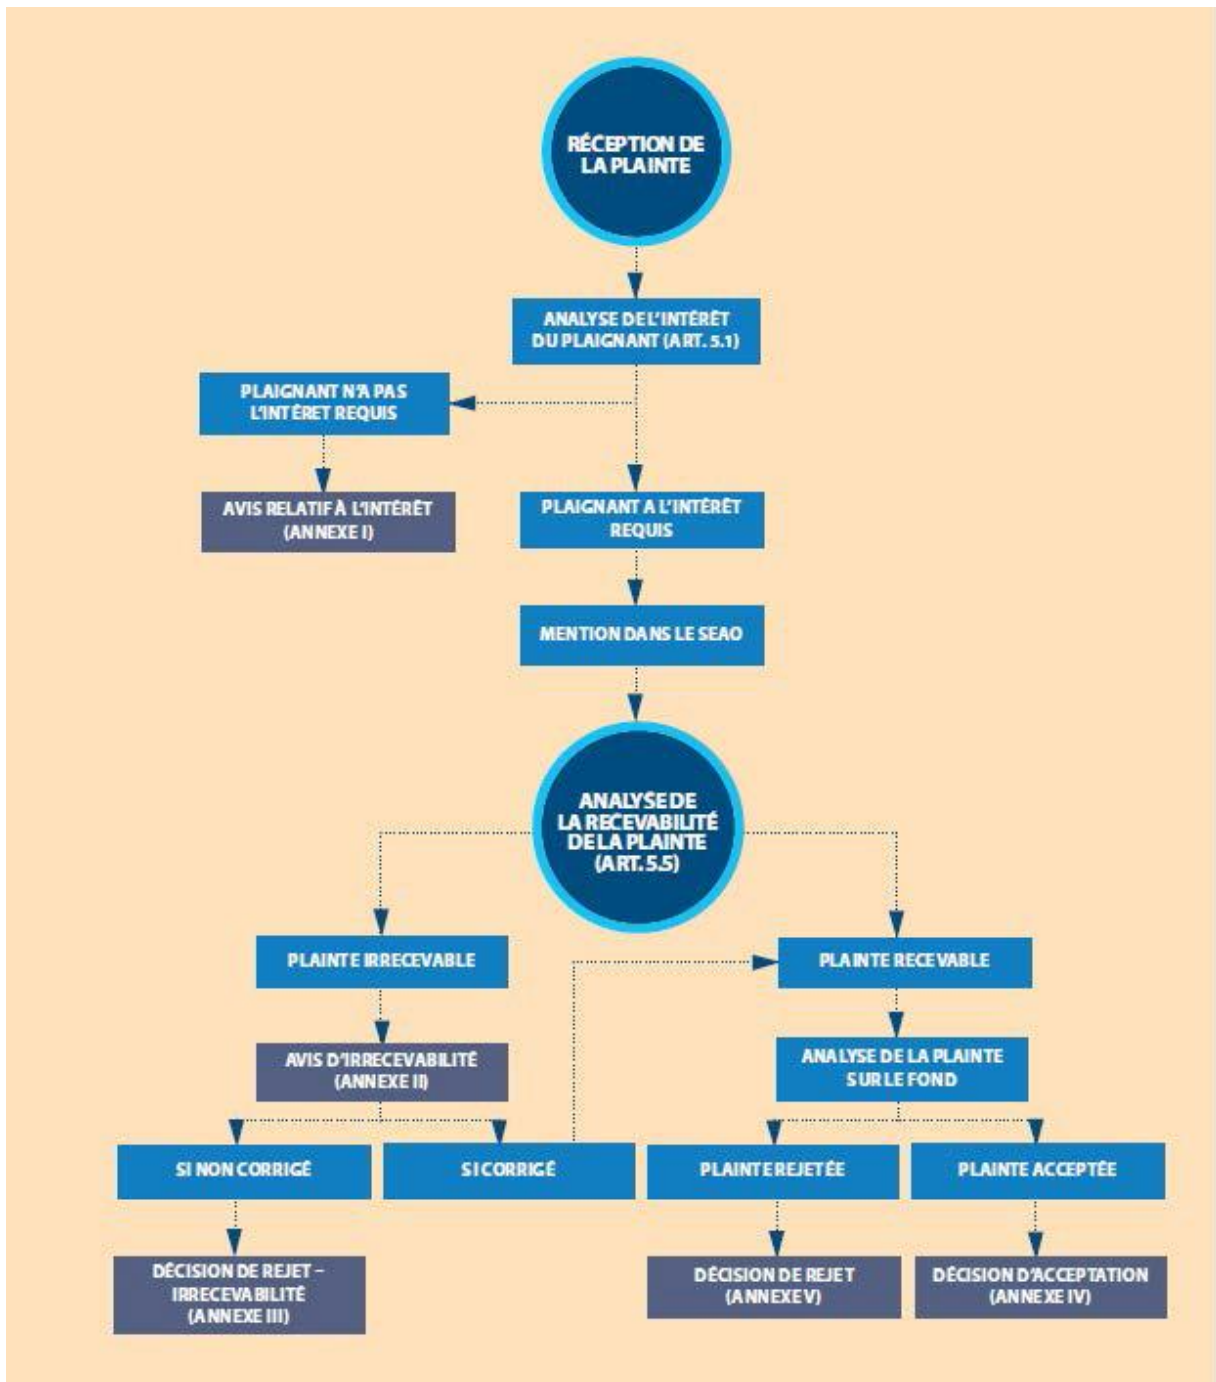 RÉCEPTION DE
LA PLAINTE
ANALYSE DE L'INTÉRÊT
DU PLAIGNANT (ART. 5.1)
PLAIGNANT N'A PAS
L'INTÉRET REQUIS
AVIS RELATIF À L'INTÉRÊT
(ANNEXE I)
PLAIGNANT A L'INTÉRÊT
REQUIS
MENTION DANS LE SEAO
ANALYSE DE
LA RECEVABILITÉ
DE LA PLAINTE
(ART. 5.5)
PLAINTE IRRECEVABLE
PLAINTE RECEVABLE
AVIS D'IRRECEVABILITÉ
(ANNEXE II)
ANALYSE DE LA PLAINTE
SUR LE FOND
SI NON CORRIGÉ
SI CORRIGÉ
PLAINTE REJETÉE
PLAINTE ACCEPTÉE
DÉCISION DE REJET –
IRRECEVABILITÉ
(ANNEXE III)
DÉCISION DE REJET
(ANNEXE V)
DÉCISION D'ACCEPTATION
(ANNEXE IV)